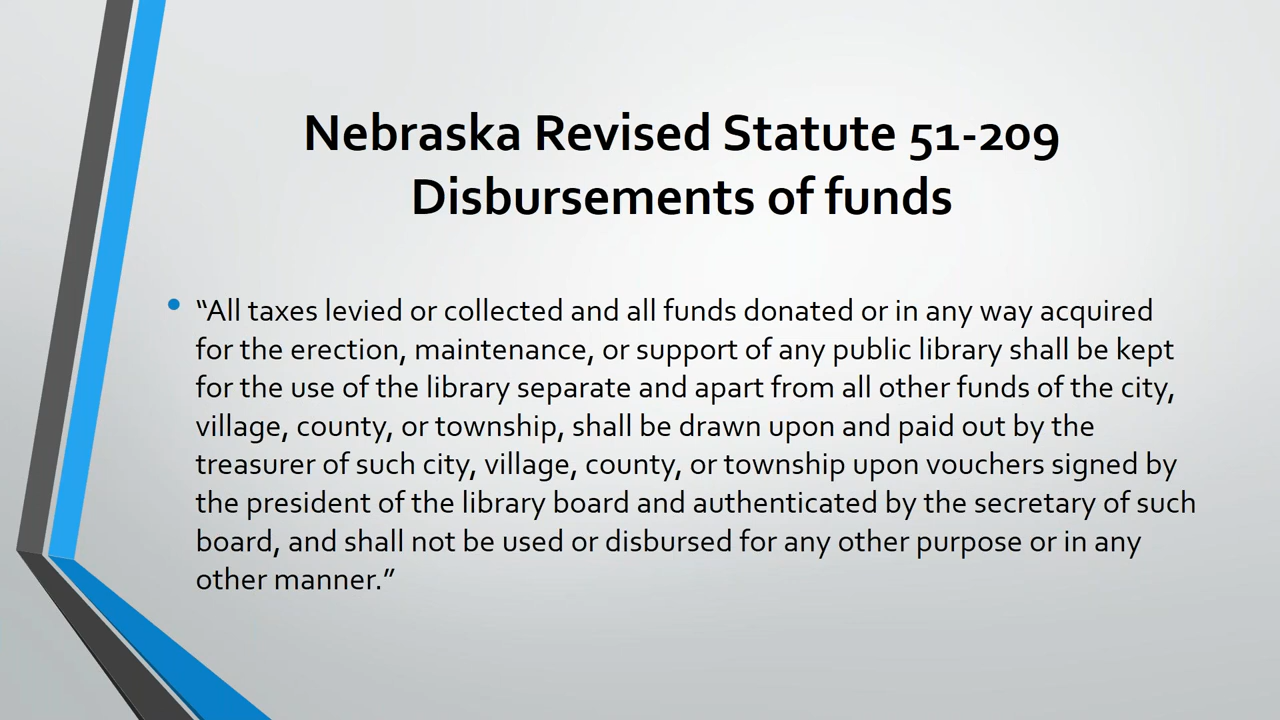 Nebraska Revised Statute 51-209
Disbursements of funds
• “All taxes levied or collected and all funds donated or in any way acquired
for the erection, maintenance, or support of any public library shall be kept
for the use of the library separate and apart from all other funds of the city,
village, county, or township, shall be drawn upon and paid out by the
treasurer of such city, village, county, or township upon vouchers signed by
the president of the library board and authenticated by the secretary of such
board, and shall not be used or disbursed for any other purpose or in any
other manner.”